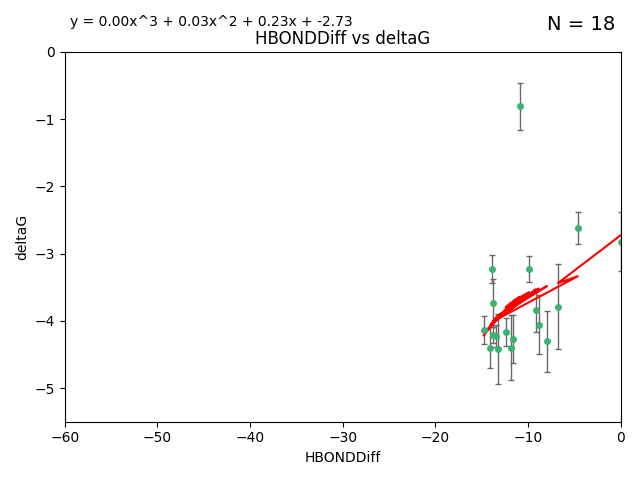 y = 0.00x^3 + 0.03x^2 + 0.23x + -2.73
N = 18
HBONDDiff vs deltaG
0
−1
−2
−3
−4
−5
deltaG
−60 −50 −40 −30 −20 −10 0
HBONDDiff